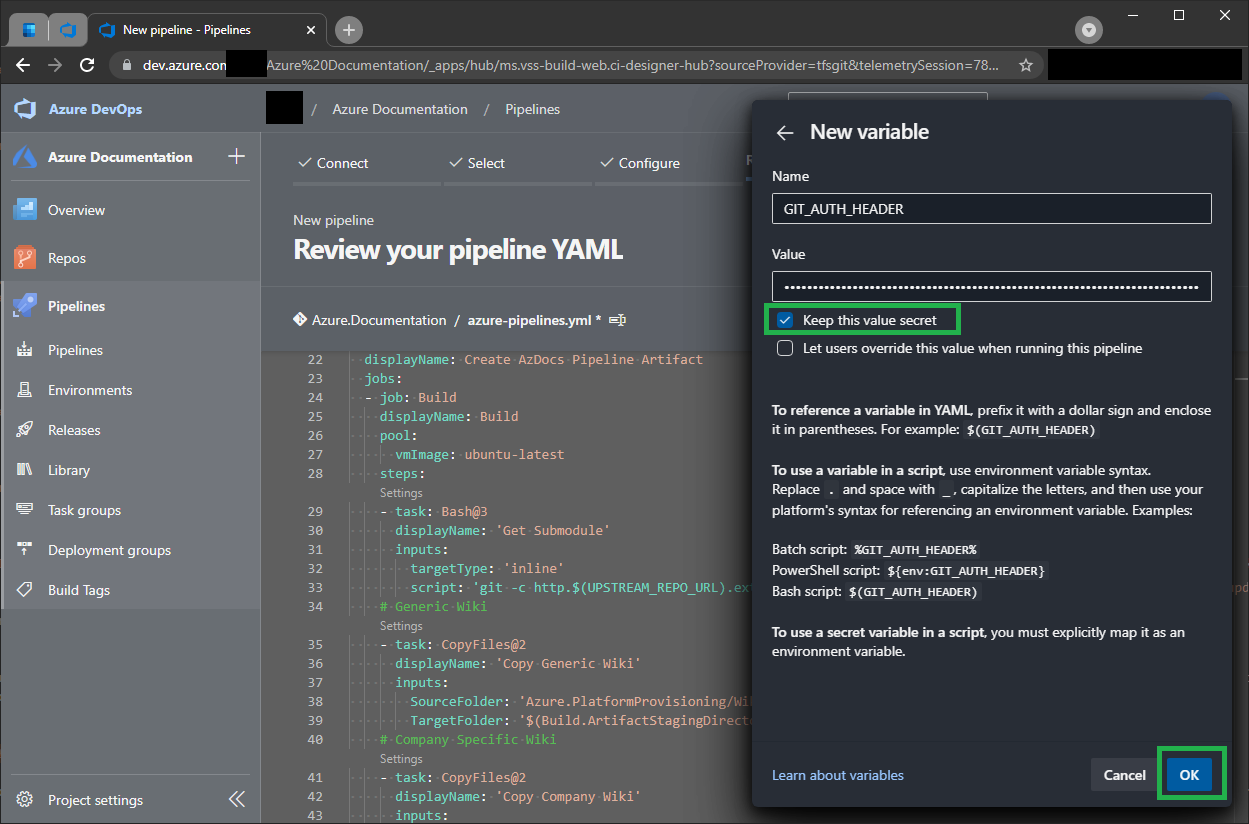 New pipeline - Pipelines
dev.azure.com
Azure%20Documentation/_apps/hub/ms.vss-build-web.ci-designer-hub?sourceProvider=tfsgit&telemetrySession=78...
Azure DevOps
/ Azure Documentation / Pipelines
Azure Documentation
Overview
Repos
Pipelines
Pipelines
Environments
Releases
Library
Task groups
Deployment groups
Build Tags
Project settings
Connect
Select
Configure
New pipeline
Review your pipeline YAML
Azure.Documentation / azure-pipelines.yml *
22 displayName: Create AzDocs Pipeline Artifact
23 jobs:
24 - job: Build
25 displayName: Build
26 pool:
27 vmImage: ubuntu-latest
28 steps:
Settings
29 - task: Bash@3
30 displayName: 'Get Submodule'
31 inputs:
32 targetType: 'inline'
33 script: 'git -c http.$(UPSTREAM_REPO_URL).ex
34 # Generic Wiki
Settings
35 - task: CopyFiles@2
36 displayName: 'Copy Generic Wiki'
37 inputs:
38 SourceFolder: 'Azure.PlatformProvisioning/Wi
39 TargetFolder: '$(Build.ArtifactStagingDirect
40 # Company Specific Wiki
Settings
41 - task: CopyFiles@2
42 displayName: 'Copy Company Wiki'
43 inputs:
New variable
Name
GIT_AUTH_HEADER
Value
Keep this value secret
Let users override this value when running this pipeline
To reference a variable in YAML, prefix it with a dollar sign and enclose
it in parentheses. For example: $(GIT_AUTH_HEADER)
To use a variable in a script, use environment variable syntax.
Replace . and space with _, capitalize the letters, and then use your
platform's syntax for referencing an environment variable. Examples:
Batch script: %GIT_AUTH_HEADER%
PowerShell script: ${env:GIT_AUTH_HEADER}
Bash script: $(GIT_AUTH_HEADER)
To use a secret variable in a script, you must explicitly map it as an
environment variable.
Learn about variables
Cancel
OK